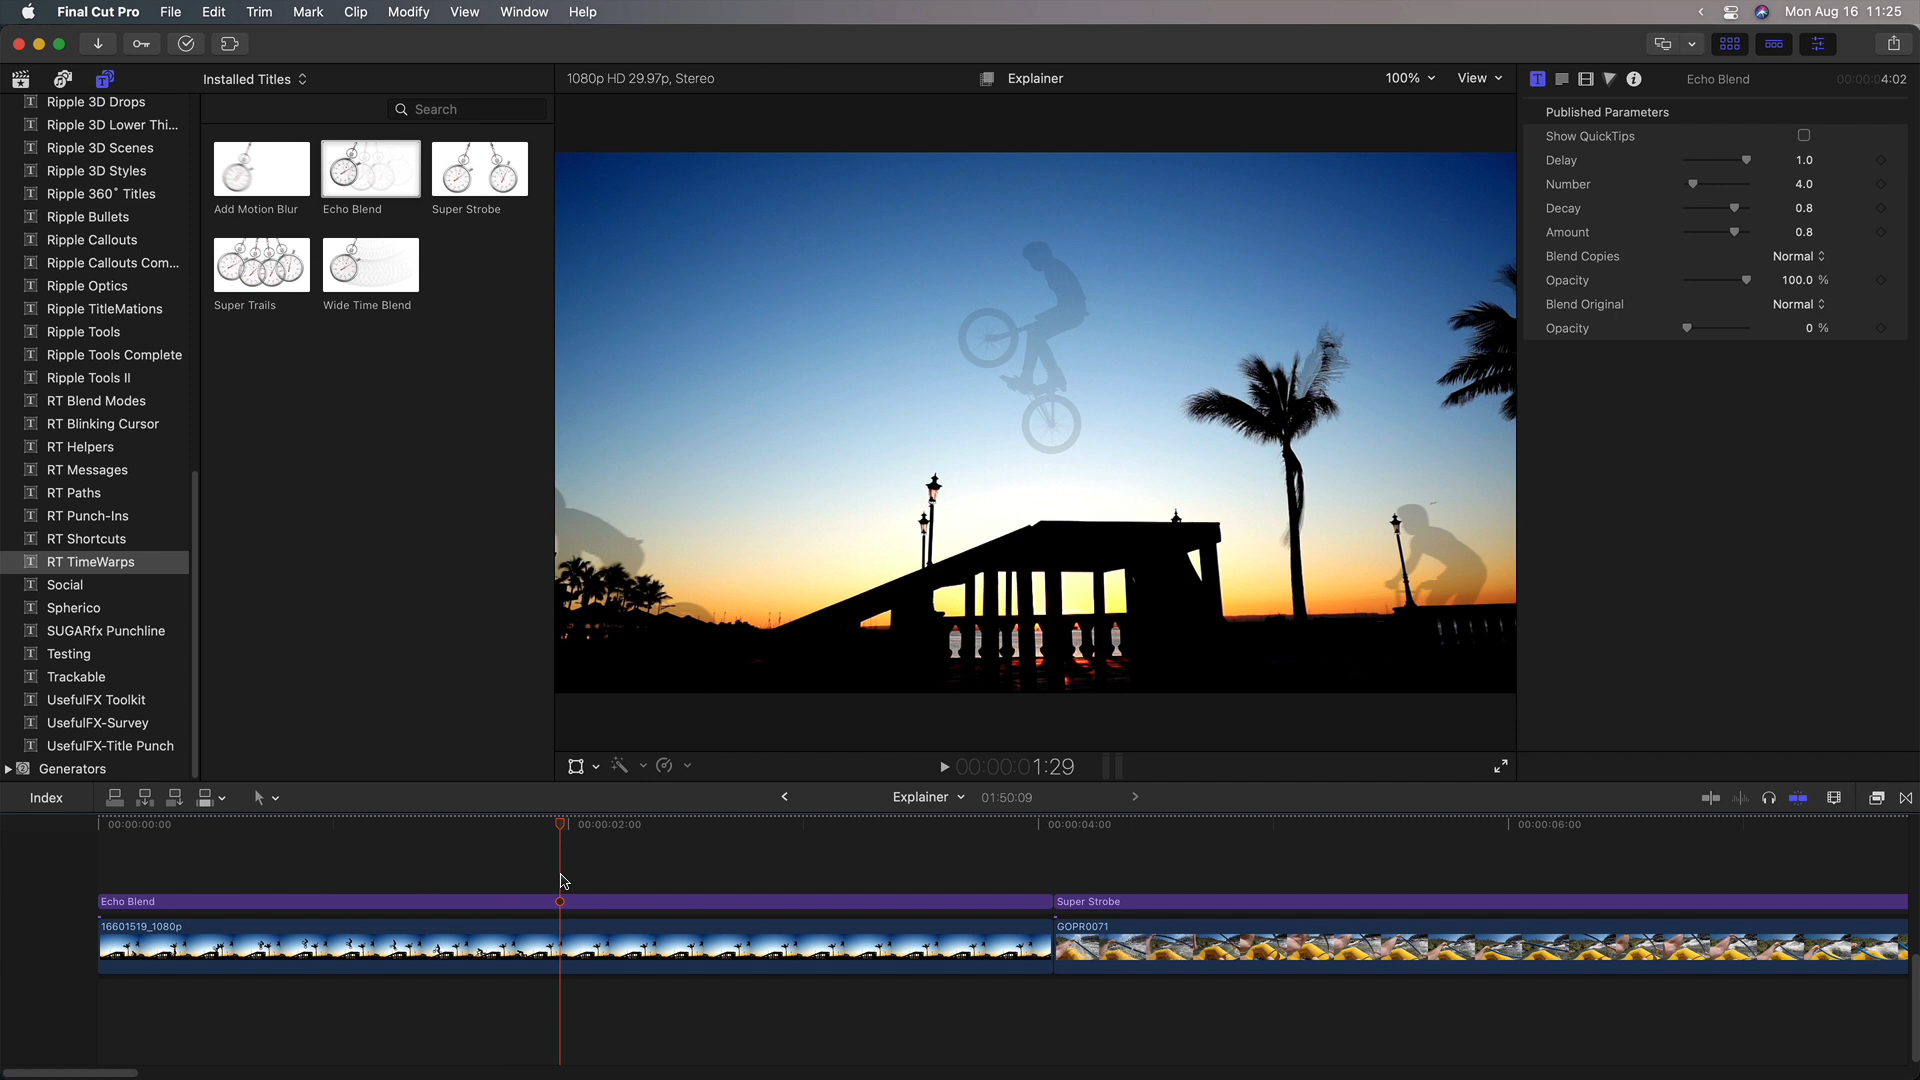 Final Cut Pro File Edit Trim Mark Clip Modify View Window Help Mon Aug 16 11:25
Installed Titles
1080p HD 29.97p, Stereo Explainer 100% View
Echo Blend 00:00:04:02
Ripple 3D Drops
Ripple 3D Lower Thi...
Ripple 3D Scenes
Ripple 3D Styles
Ripple 360° Titles
Ripple Bullets
Ripple Callouts
Ripple Callouts Com...
Ripple Optics
Ripple TitleMations
Ripple Tools
Ripple Tools Complete
Ripple Tools II
RT Blend Modes
RT Blinking Cursor
RT Helpers
RT Messages
RT Paths
RT Punch-Ins
RT Shortcuts
RT TimeWarps
Social
Spherico
SUGARfx Punchline
Testing
Trackable
UsefulFX Toolkit
UsefulFX-Survey
UsefulFX-Title Punch
Generators
Search
Add Motion Blur Echo Blend Super Strobe
Super Trails Wide Time Blend
Published Parameters
Show QuickTips
Delay 1.0
Number 4.0
Decay 0.8
Amount 0.8
Blend Copies Normal
Opacity 100.0 %
Blend Original Normal
Opacity 0 %
00:00:01:29
Index Explainer 01:50:09
00:00:00:00 00:00:02:00 00:00:04:00 00:00:06:00
Echo Blend Super Strobe
16601519_1080p GOPR0071